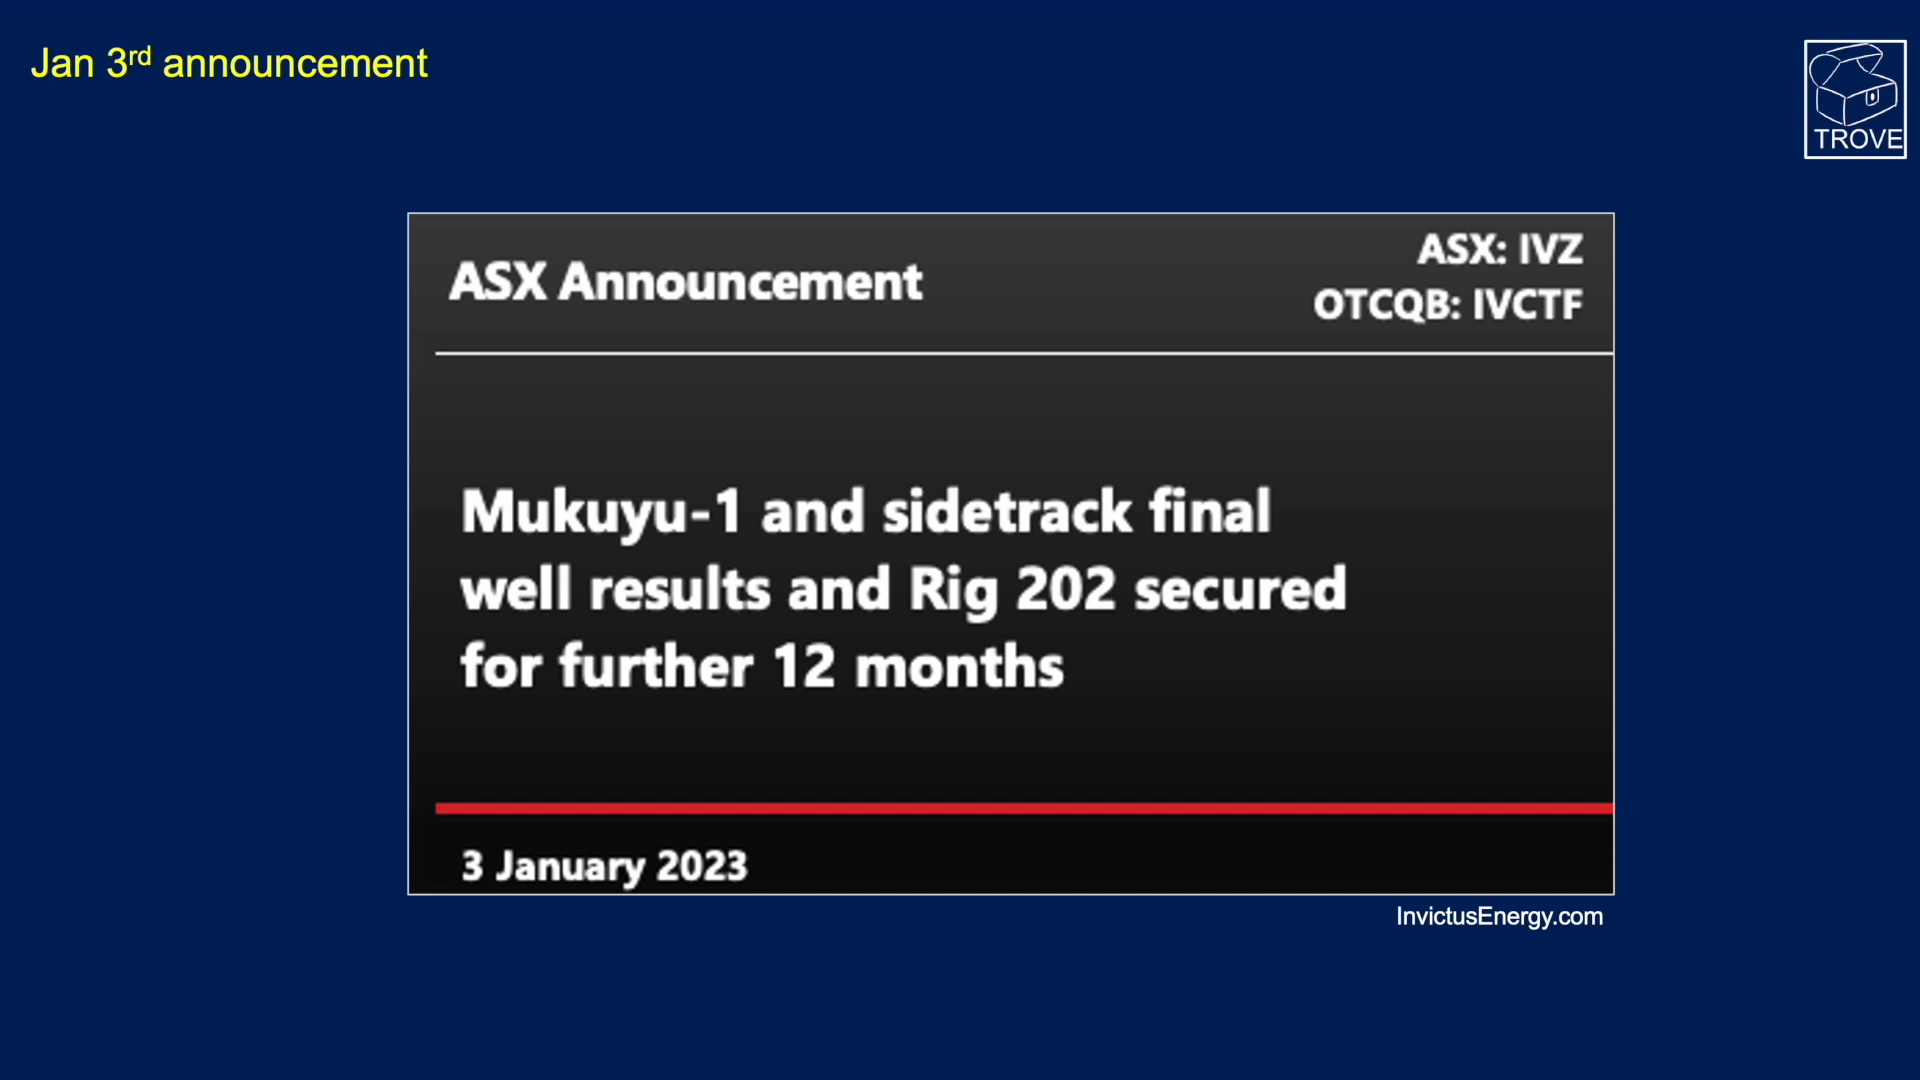 Jan 3rd announcement
TROVE
ASX Announcement
ASX: IVZ
OTCQB: IVCTF
Mukuyu-1 and sidetrack final
well results and Rig 202 secured
for further 12 months
3 January 2023
InvictusEnergy.com